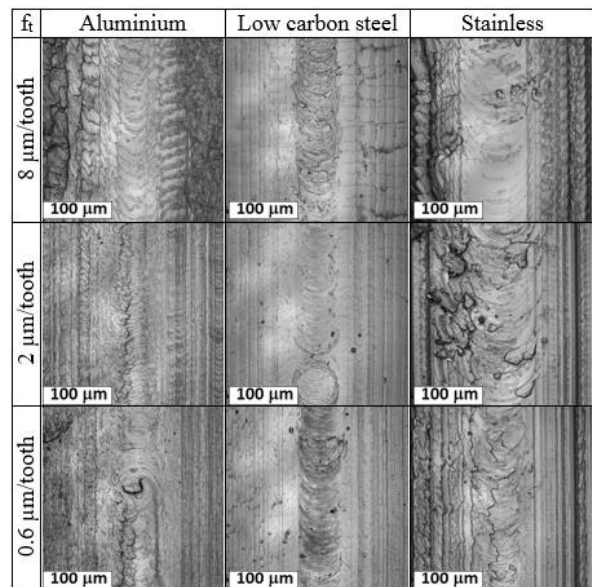 fₜ Aluminium Low carbon steel Stainless
8 µm/tooth
100 µm 100 µm 100 µm
2 µm/tooth
100 µm 100 µm 100 µm
0.6 µm/tooth
100 µm 100 µm 100 µm